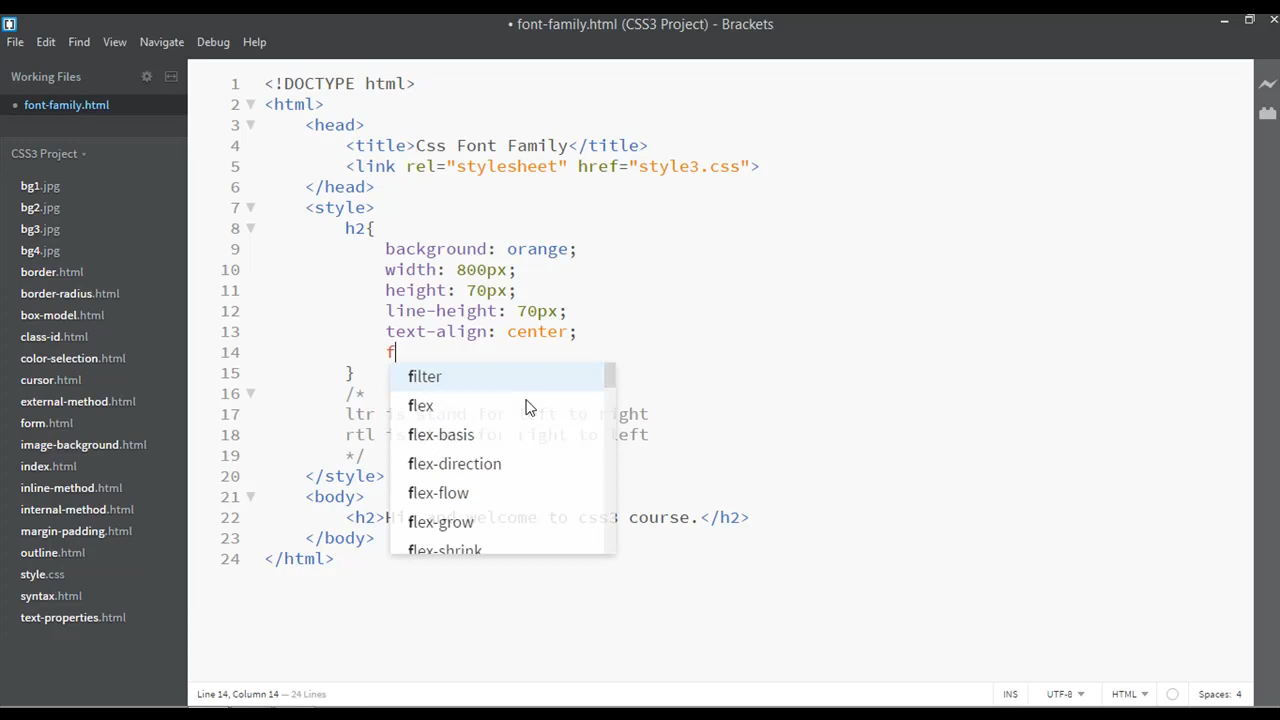 • font-family.html (CSS3 Project) - Brackets
File Edit Find View Navigate Debug Help
Working Files
• font-family.html
CSS3 Project
bg1.jpg
bg2.jpg
bg3.jpg
bg4.jpg
border.html
border-radius.html
box-model.html
class-id.html
color-selection.html
cursor.html
external-method.html
form.html
image-background.html
index.html
inline-method.html
internal-method.html
margin-padding.html
outline.html
style.css
syntax.html
text-properties.html
1 <!DOCTYPE html>
2 <html>
3 <head>
4 <title>Css Font Family</title>
5 <link rel="stylesheet" href="style3.css">
6 </head>
7 <style>
8 h2{
9 background: orange;
10 width: 800px;
11 height: 70px;
12 line-height: 70px;
13 text-align: center;
14 f
15 }
16 /*
17 ltr is stand for left to right
18 rtl is stand for right to left
19 */
20 </style>
21 <body>
22 <h2>Hi, and welcome to css3 course.</h2>
23 </body>
24 </html>
filter
flex
flex-basis
flex-direction
flex-flow
flex-grow
flex-shrink
Line 14, Column 14 — 24 Lines
INS UTF-8 HTML Spaces: 4